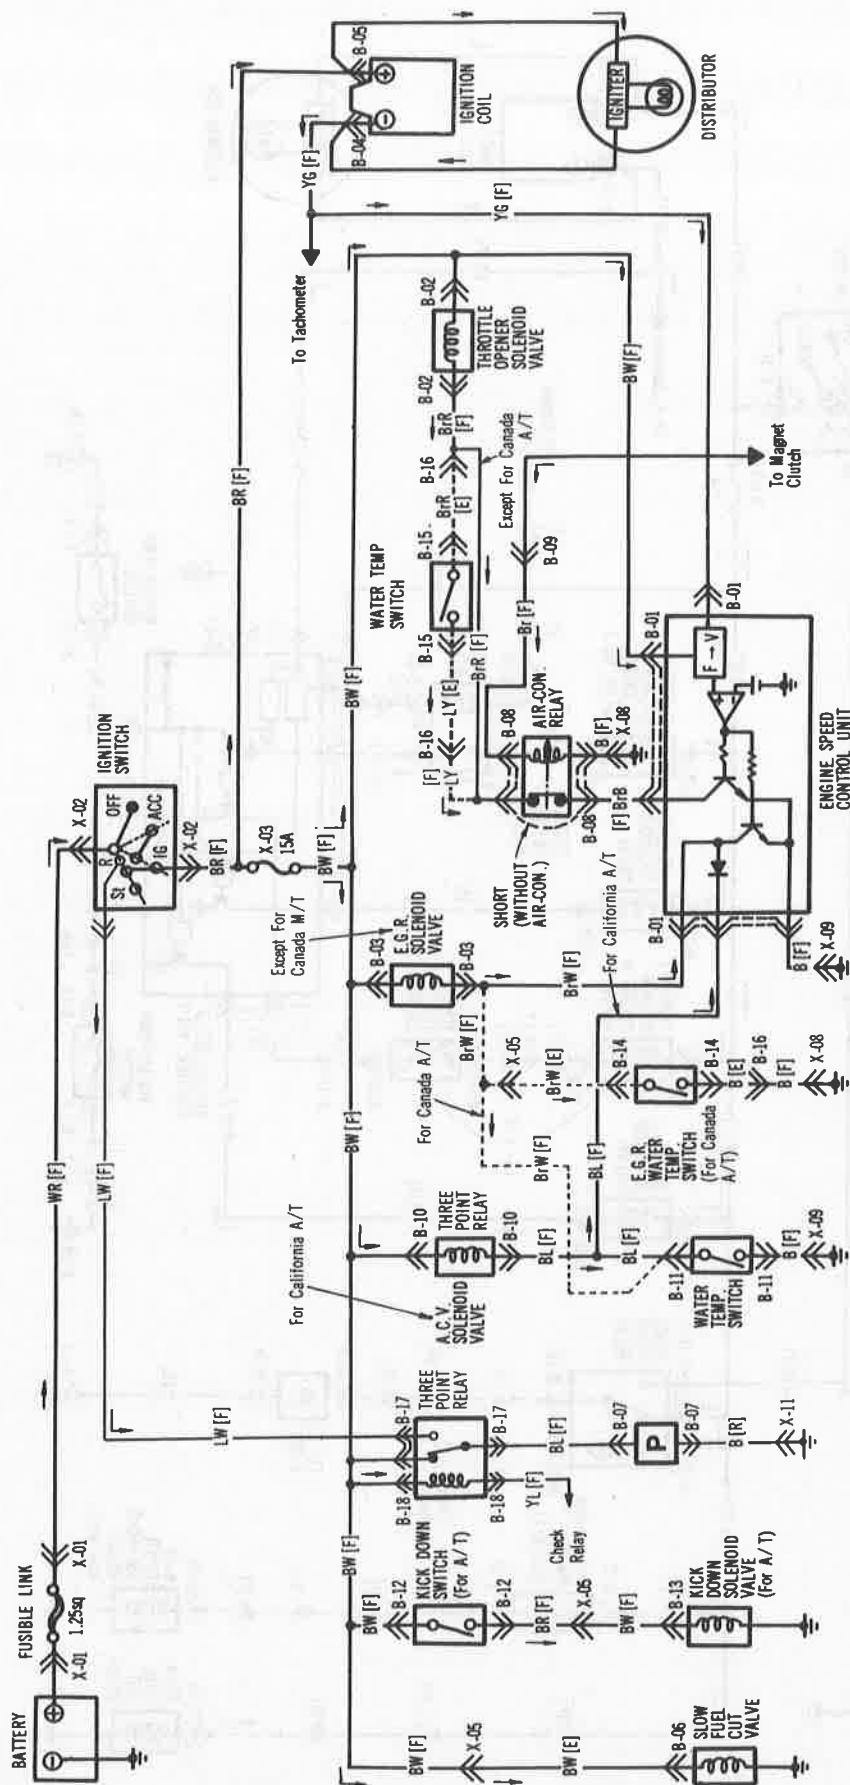 BATTERY
FUSIBLE LINK
X-01
1.25sq
X-01
WR [F]
LW [F]
X-02
IGNITION
SWITCH
OFF
ACC
R
IG
St
X-02
BR [F]
X-03
15A
BW [F]
BR [F]
B-05
YG [F]
B-04
IGNITION
COIL
IGNITER
DISTRIBUTOR
To Tachometer
YG [F]
BW [F]
BW [F]
BW [F]
BW [F]
B-02
THROTTLE
OPENER
SOLENOID
VALVE
B-02
BrR
[F]
B-16
BrR
[E]
B-15
WATER TEMP
SWITCH
B-15
LY [E]
B-16
[F]
LY
BrR [F]
Except For Canada
A/T
B-09
Br [F]
To Magnet
Clutch
B-08
AIR-CON.
RELAY
B [F]
X-08
B-08
[F] BrB
SHORT
(WITHOUT
AIR-CON.)
B-01
B-01
F → V
ENGINE SPEED
CONTROL UNIT
B-01
B [F]
X-09
For California A/T
Except For
Canada M/T
E.G.R.
SOLENOID
VALVE
B-03
B-03
BrW [F]
BrW [F]
For Canada A/T
X-05
BrW [E]
BrW [F]
B-14
E.G.R.
WATER
TEMP.
SWITCH
(For Canada
A/T)
B-14
B [E]
B-16
B [F]
X-08
For California A/T
B-10
THREE
POINT
RELAY
B-10
A.C.V.
SOLENOID
VALVE
BL [F]
BL [F]
BL [F]
B-11
WATER
TEMP.
SWITCH
B-11
B [F]
X-09
LW [F]
B-17
THREE
POINT
RELAY
B-17
B-18
B-18
YL [F]
Check
Relay
BL [F]
B-07
P
B-07
B [R]
X-11
BW [F]
B-12
KICK DOWN
SWITCH
(For A/T)
B-12
BR [F]
X-05
BW [F]
B-13
KICK
DOWN
SOLENOID
VALVE
(For A/T)
BW [F]
X-05
BW [E]
B-06
SLOW
FUEL
CUT
VALVE